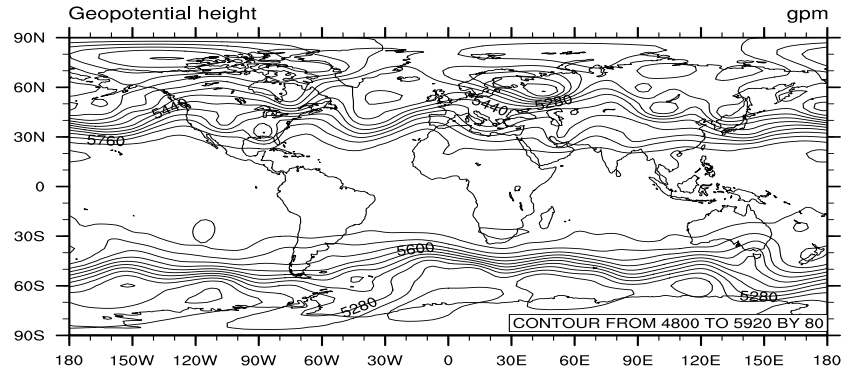 Geopotential height gpm
90N
60N
5440
5440
5280
30N
5760
0
30S
5600
60S
5280
5280
90S
CONTOUR FROM 4800 TO 5920 BY 80
180 150W 120W 90W 60W 30W 0 30E 60E 90E 120E 150E 180